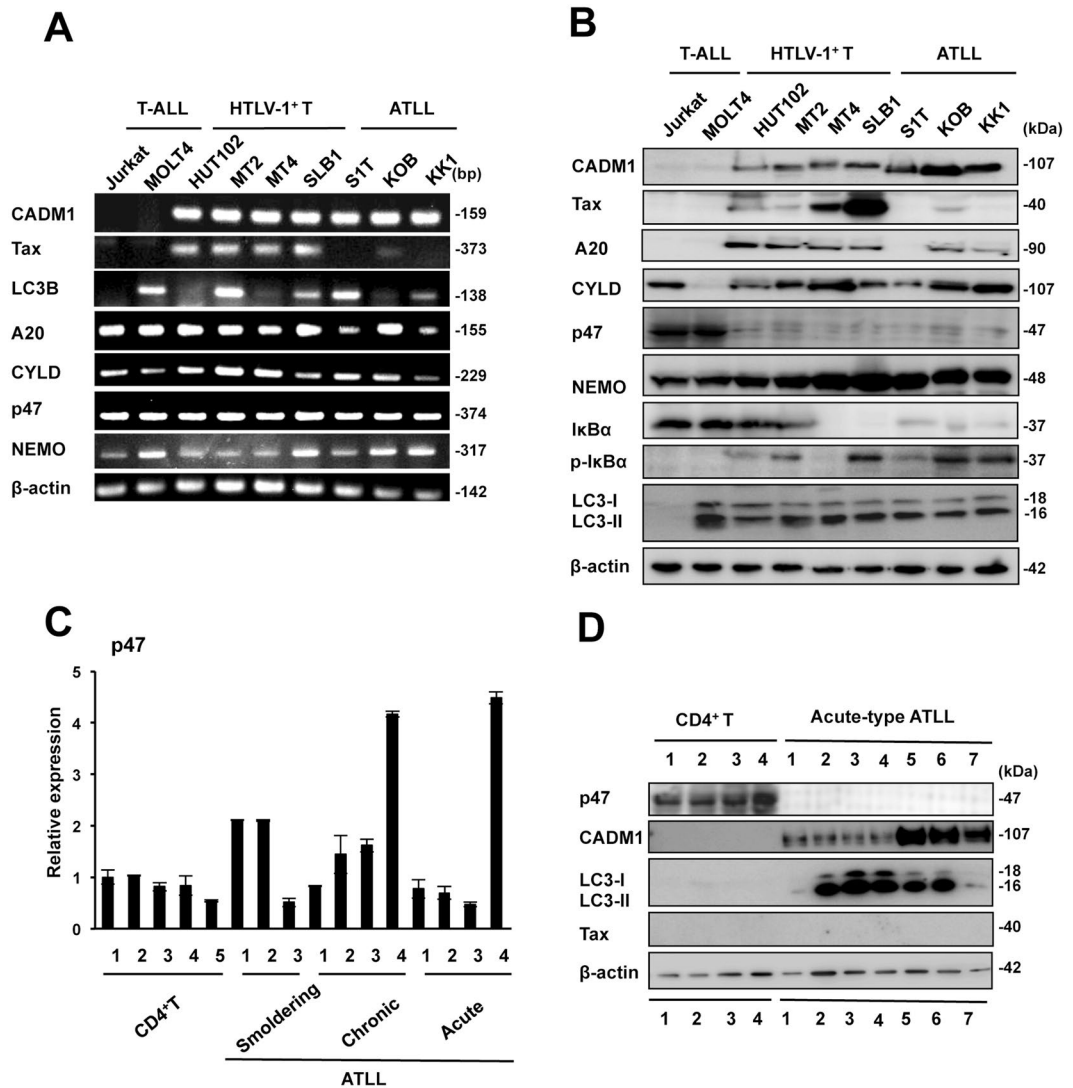 A
T-ALL HTLV-1⁺ T ATLL
Jurkat MOLT4 HUT102 MT2 MT4 SLB1 S1T KOB KK1 (bp)
CADM1 -159
Tax -373
LC3B -138
A20 -155
CYLD -229
p47 -374
NEMO -317
β-actin -142
B
T-ALL HTLV-1⁺ T ATLL
Jurkat MOLT4 HUT102 MT2 MT4 SLB1 S1T KOB KK1 (kDa)
CADM1 -107
Tax -40
A20 -90
CYLD -107
p47 -47
NEMO -48
IκBα -37
p-IκBα -37
LC3-I -18
LC3-II -16
β-actin -42
C
p47
Relative expression
5
4
3
2
1
0
1 2 3 4 5 1 2 3 1 2 3 4 1 2 3 4
CD4⁺T Smoldering Chronic Acute
ATLL
D
CD4⁺ T Acute-type ATLL
1 2 3 4 1 2 3 4 5 6 7
(kDa)
p47 -47
CADM1 -107
LC3-I -18
LC3-II -16
Tax -40
β-actin -42
1 2 3 4 1 2 3 4 5 6 7